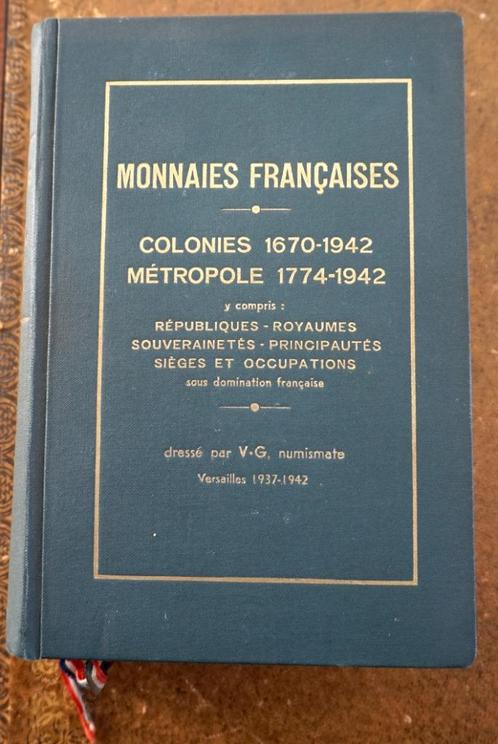 MONNAIES FRANÇAISES
COLONIES 1670-1942
MÉTROPOLE 1774-1942
y compris :
RÉPUBLIQUES - ROYAUMES
SOUVERAINETÉS - PRINCIPAUTÉS
SIÈGES ET OCCUPATIONS
sous domination française
dressé par V·G, numismate
Versailles 1937-1942